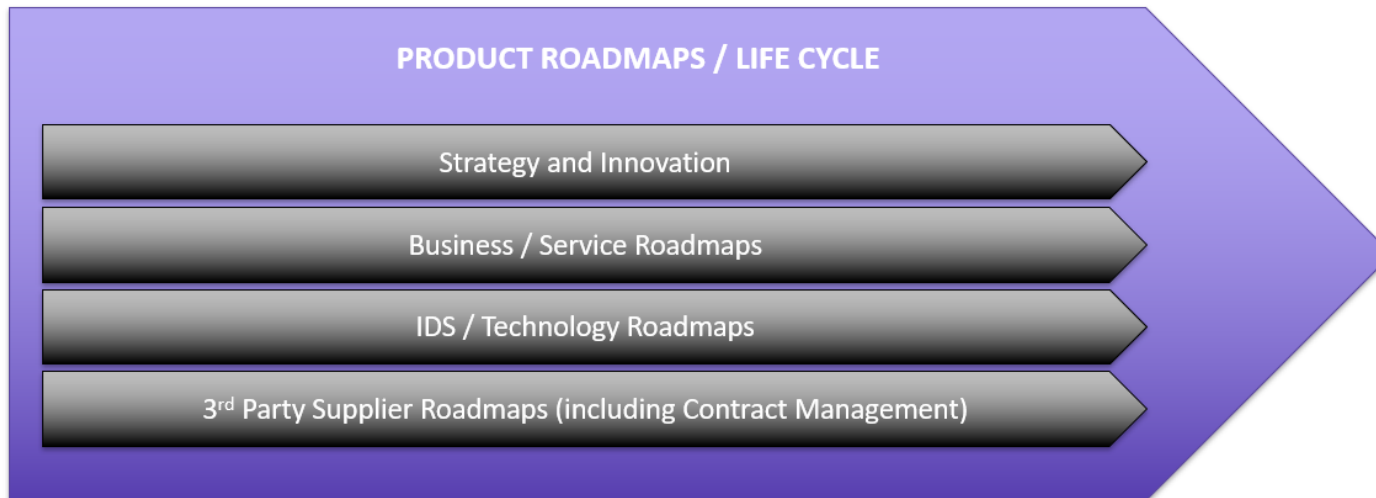 PRODUCT ROADMAPS / LIFE CYCLE
Strategy and Innovation
Business / Service Roadmaps
IDS / Technology Roadmaps
3rd Party Supplier Roadmaps (including Contract Management)